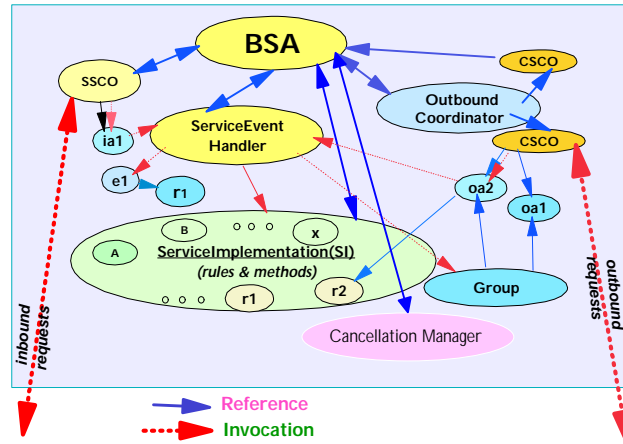 BSA
CSCO
SSCO
Outbound
Coordinator
ServiceEvent
Handler
CSCO
ia1
e1
r1
oa2
oa1
B
o o o
x
A
ServiceImplementation(SI)
(rules & methods)
o o o
r1
r2
Group
Cancellation Manager
inbound
requests
outbound
requests
Reference
Invocation